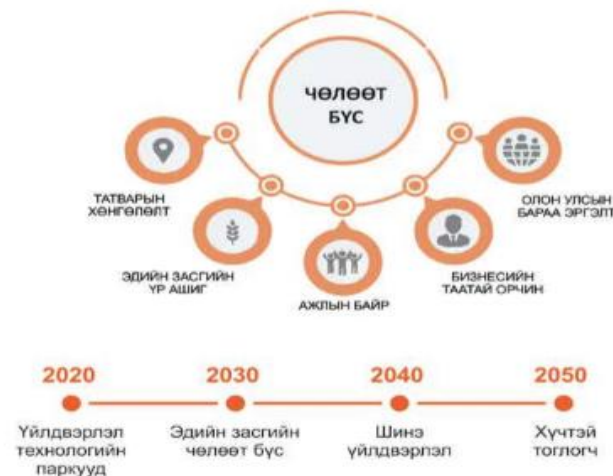 ЧӨЛӨӨТ
БҮС
ТАТВАРЫН
ХӨНГӨЛӨЛТ
ЭДИЙН ЗАСГИЙН
ҮР АШИГ
АЖЛЫН БАЙР
БИЗНЕСИЙН
ТААТАЙ ОРЧИН
ОЛОН УЛСЫН
БАРАА ЭРГЭЛТ
2020
2030
2040
2050
Үйлдвэрлэл
технологийн
паркууд
Эдийн засгийн
чөлөөт бүс
Шинэ
үйлдвэрлэл
Хүчтэй
тоглогч